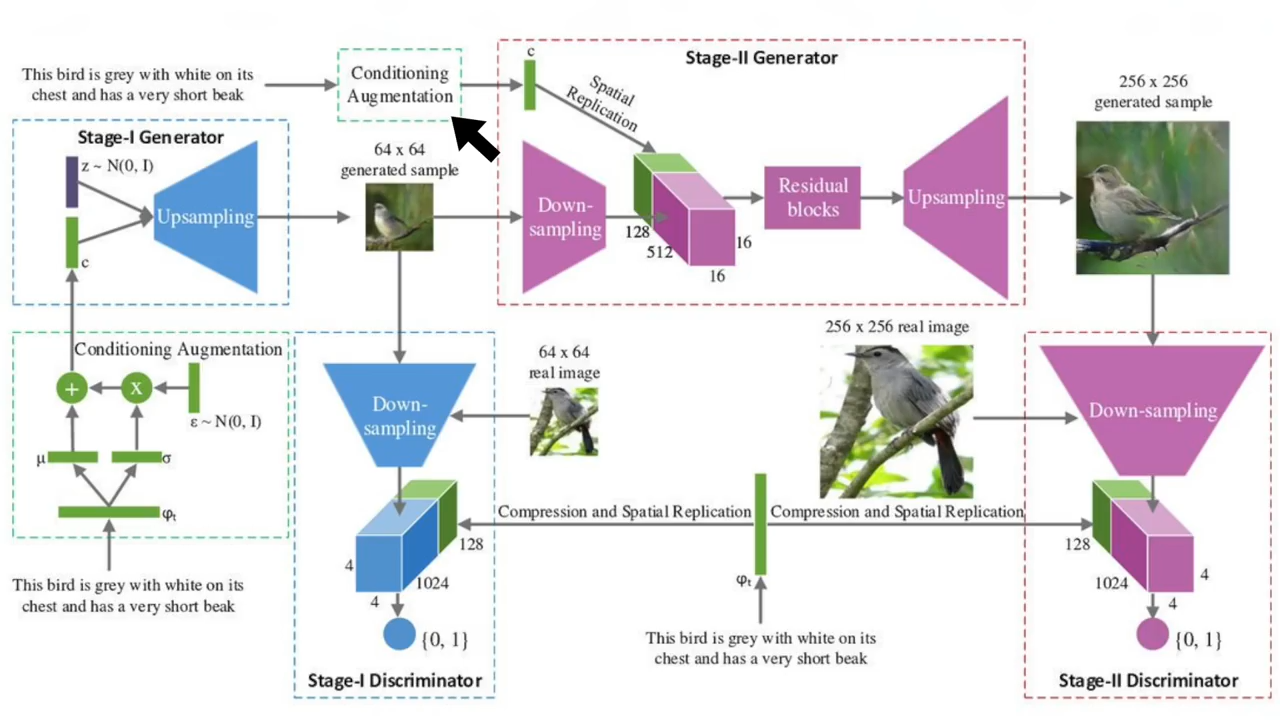 This bird is grey with white on its
chest and has a very short beak
Conditioning
Augmentation
c
Spatial
Replication
Stage-II Generator
256 x 256
generated sample
Stage-I Generator
z ~ N(0, I)
Upsampling
c
64 x 64
generated sample
Down-
sampling
128
512
16
16
Residual
blocks
Upsampling
Conditioning Augmentation
+
x
ε ~ N(0, I)
μ
σ
φt
This bird is grey with white on its
chest and has a very short beak
64 x 64
real image
Down-
sampling
4
4
1024
128
{0, 1}
Stage-I Discriminator
Compression and Spatial Replication
Compression and Spatial Replication
φt
This bird is grey with white on its
chest and has a very short beak
256 x 256 real image
Down-sampling
128
1024
4
4
{0, 1}
Stage-II Discriminator